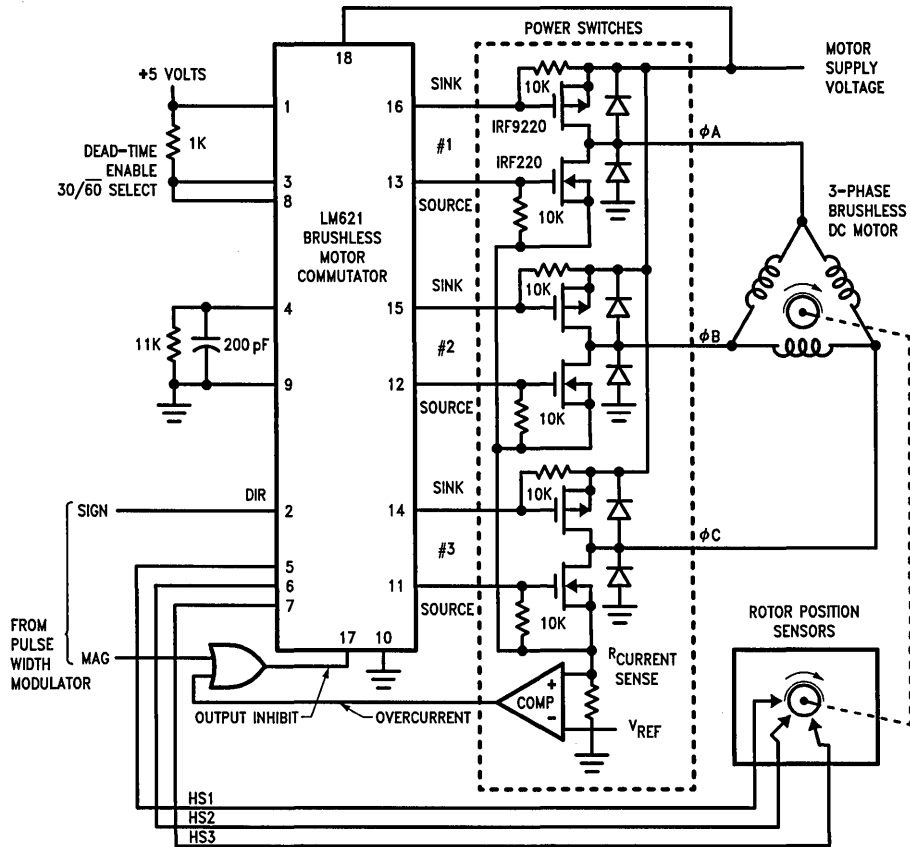 POWER SWITCHES
18
+5 VOLTS
MOTOR
SUPPLY
VOLTAGE
1
SINK
16
10K
IRF9220
ϕA
1K
DEAD-TIME
ENABLE
30/6̅0̅ SELECT
3
8
#1
13
IRF220
SOURCE
10K
LM621
BRUSHLESS
MOTOR
COMMUTATOR
3-PHASE
BRUSHLESS
DC MOTOR
SINK
10K
4
15
11K
200 pF
#2
ϕB
9
12
SOURCE
10K
SINK
10K
DIR
SIGN
2
14
#3
ϕC
5
6
7
11
SOURCE
10K
FROM
PULSE
WIDTH
MODULATOR
MAG
17
10
ROTOR POSITION
SENSORS
RCURRENT
SENSE
+
COMP
−
VREF
OUTPUT INHIBIT
OVERCURRENT
HS1
HS2
HS3